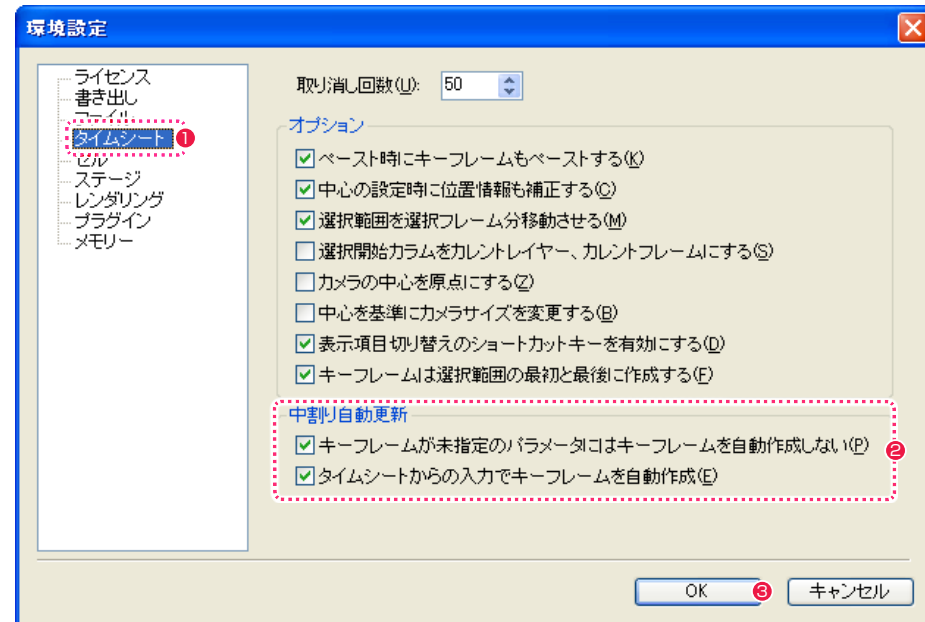 環境設定
ライセンス
書き出し
ファイル
タイムシート ❶
セル
ステージ
レンダリング
プラグイン
メモリー
取り消し回数(U): 50
オプション
ペースト時にキーフレームもペーストする(K)
中心の設定時に位置情報も補正する(C)
選択範囲を選択フレーム分移動させる(M)
選択開始カラムをカレントレイヤー、カレントフレームにする(S)
カメラの中心を原点にする(Z)
中心を基準にカメラサイズを変更する(B)
表示項目切り替えのショートカットキーを有効にする(D)
キーフレームは選択範囲の最初と最後に作成する(F)
中割り自動更新
キーフレームが未指定のパラメータにはキーフレームを自動作成しない(P) ❷
タイムシートからの入力でキーフレームを自動作成(E)
OK ❸ キャンセル